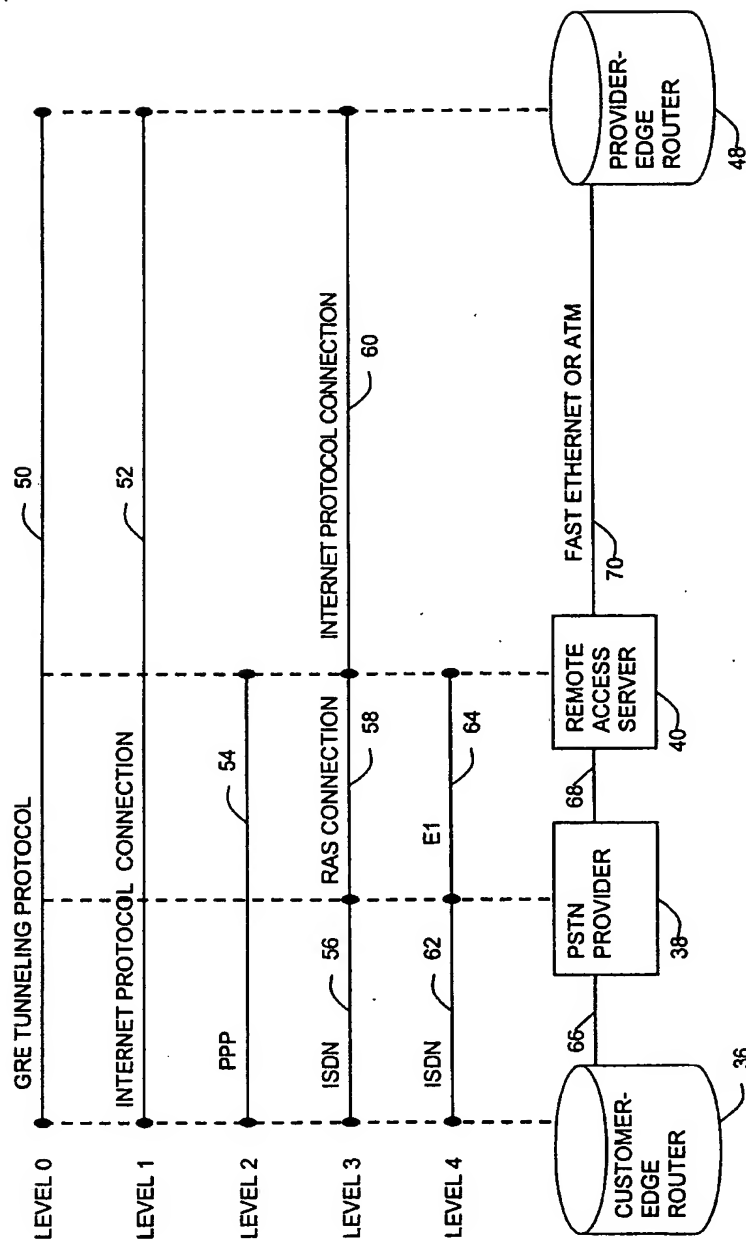 GRE TUNNELING PROTOCOL
50
LEVEL 0
INTERNET PROTOCOL CONNECTION
52
LEVEL 1
PPP
54
LEVEL 2
ISDN
56
RAS CONNECTION
58
INTERNET PROTOCOL CONNECTION
60
LEVEL 3
ISDN
62
E1
64
LEVEL 4
CUSTOMER-
EDGE
ROUTER
36
66
PSTN
PROVIDER
38
68
REMOTE
ACCESS
SERVER
40
FAST ETHERNET OR ATM
70
PROVIDER-
EDGE
ROUTER
48